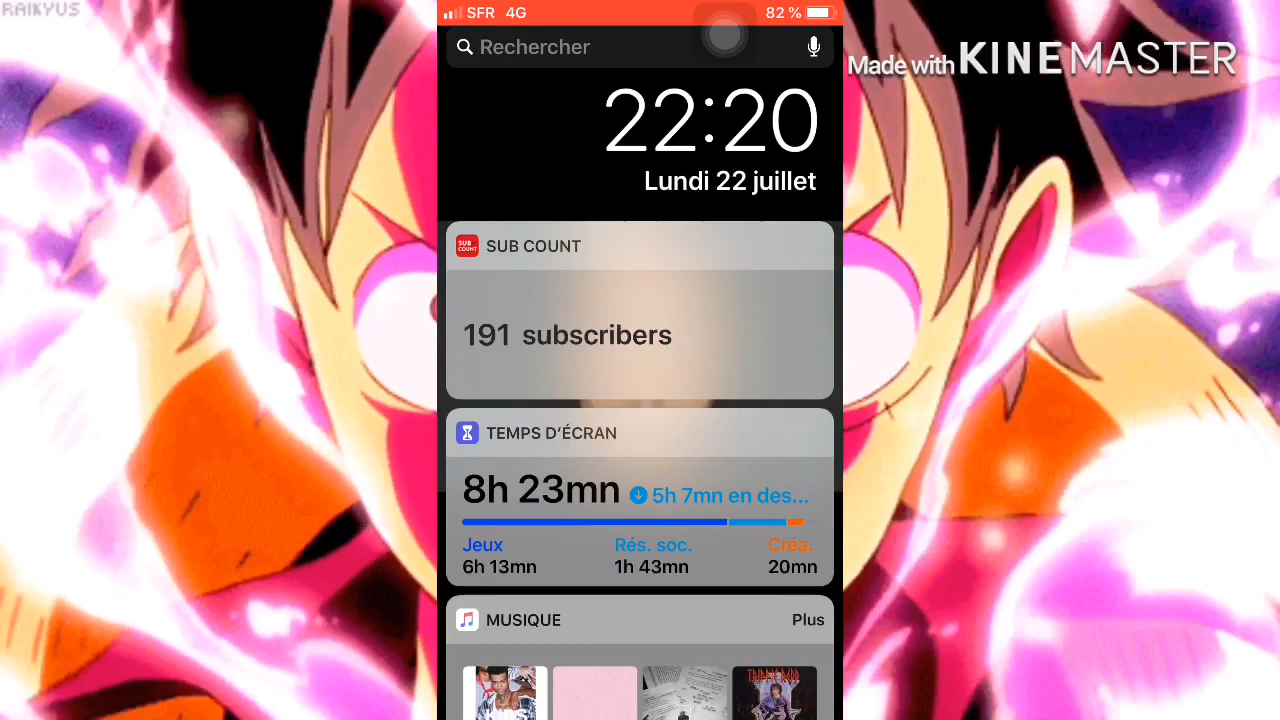 RAIKYUS
SFR 4G
82 %
Rechercher
Made with KINEMASTER
22:20
Lundi 22 juillet
SUB COUNT
SUB COUNT
191 subscribers
TEMPS D'ÉCRAN
8h 23mn 5h 7mn en des...
Jeux Rés. soc. Créa.
6h 13mn 1h 43mn 20mn
MUSIQUE Plus
TRIPPIE REDD